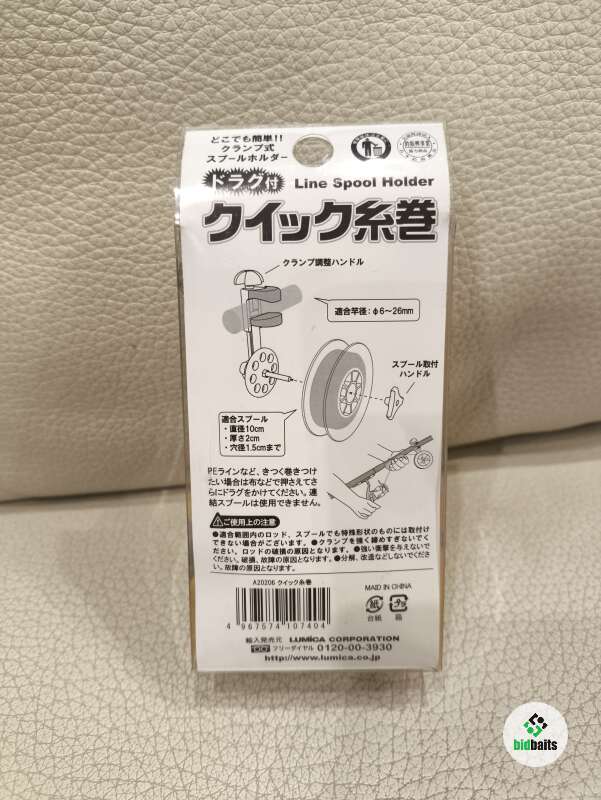 どこでも簡単!!
クランプ式
スプールホルダー
ドラグ付 Line Spool Holder
クイック糸巻
クランプ調整ハンドル
適合竿径：φ6～26mm
スプール取付
ハンドル
適合スプール
・直径10cm
・厚さ2cm
・穴径1.5cmまで
PEラインなど、きつく巻きつけ
たい場合は布などで押さえてさ
らにドラグをかけてください。連
結スプールは使用できません。
ご使用上の注意
●適合範囲内のロッド、スプールでも特殊形状のものには取付け
できない場合がございます。●クランプを強く締めすぎないでく
ださい。ロッドの破損の原因となります。●強い衝撃を与えないで
ください。破損、故障の原因となります。●分解、改造などしないでくだ
さい。故障の原因となります。
A20206 クイック糸巻
MAID IN CHINA
4 967574 107404
紙 プラ
台紙 箱
輸入発売元 LUMICA CORPORATION
フリーダイヤル 0120-00-3930
http://www.lumica.co.jp
bidbaits